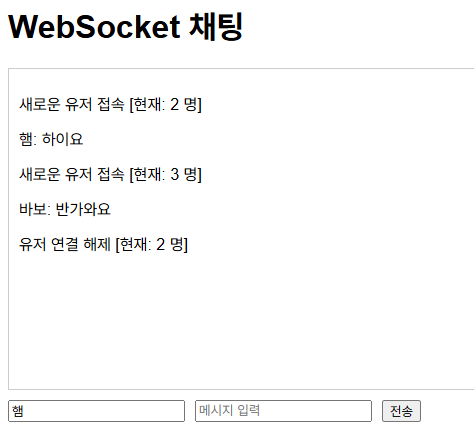 WebSocket 채팅
새로운 유저 접속 [현재: 2 명]
햄: 하이요
새로운 유저 접속 [현재: 3 명]
바보: 반가와요
유저 연결 해제 [현재: 2 명]
햄 메시지 입력 전송